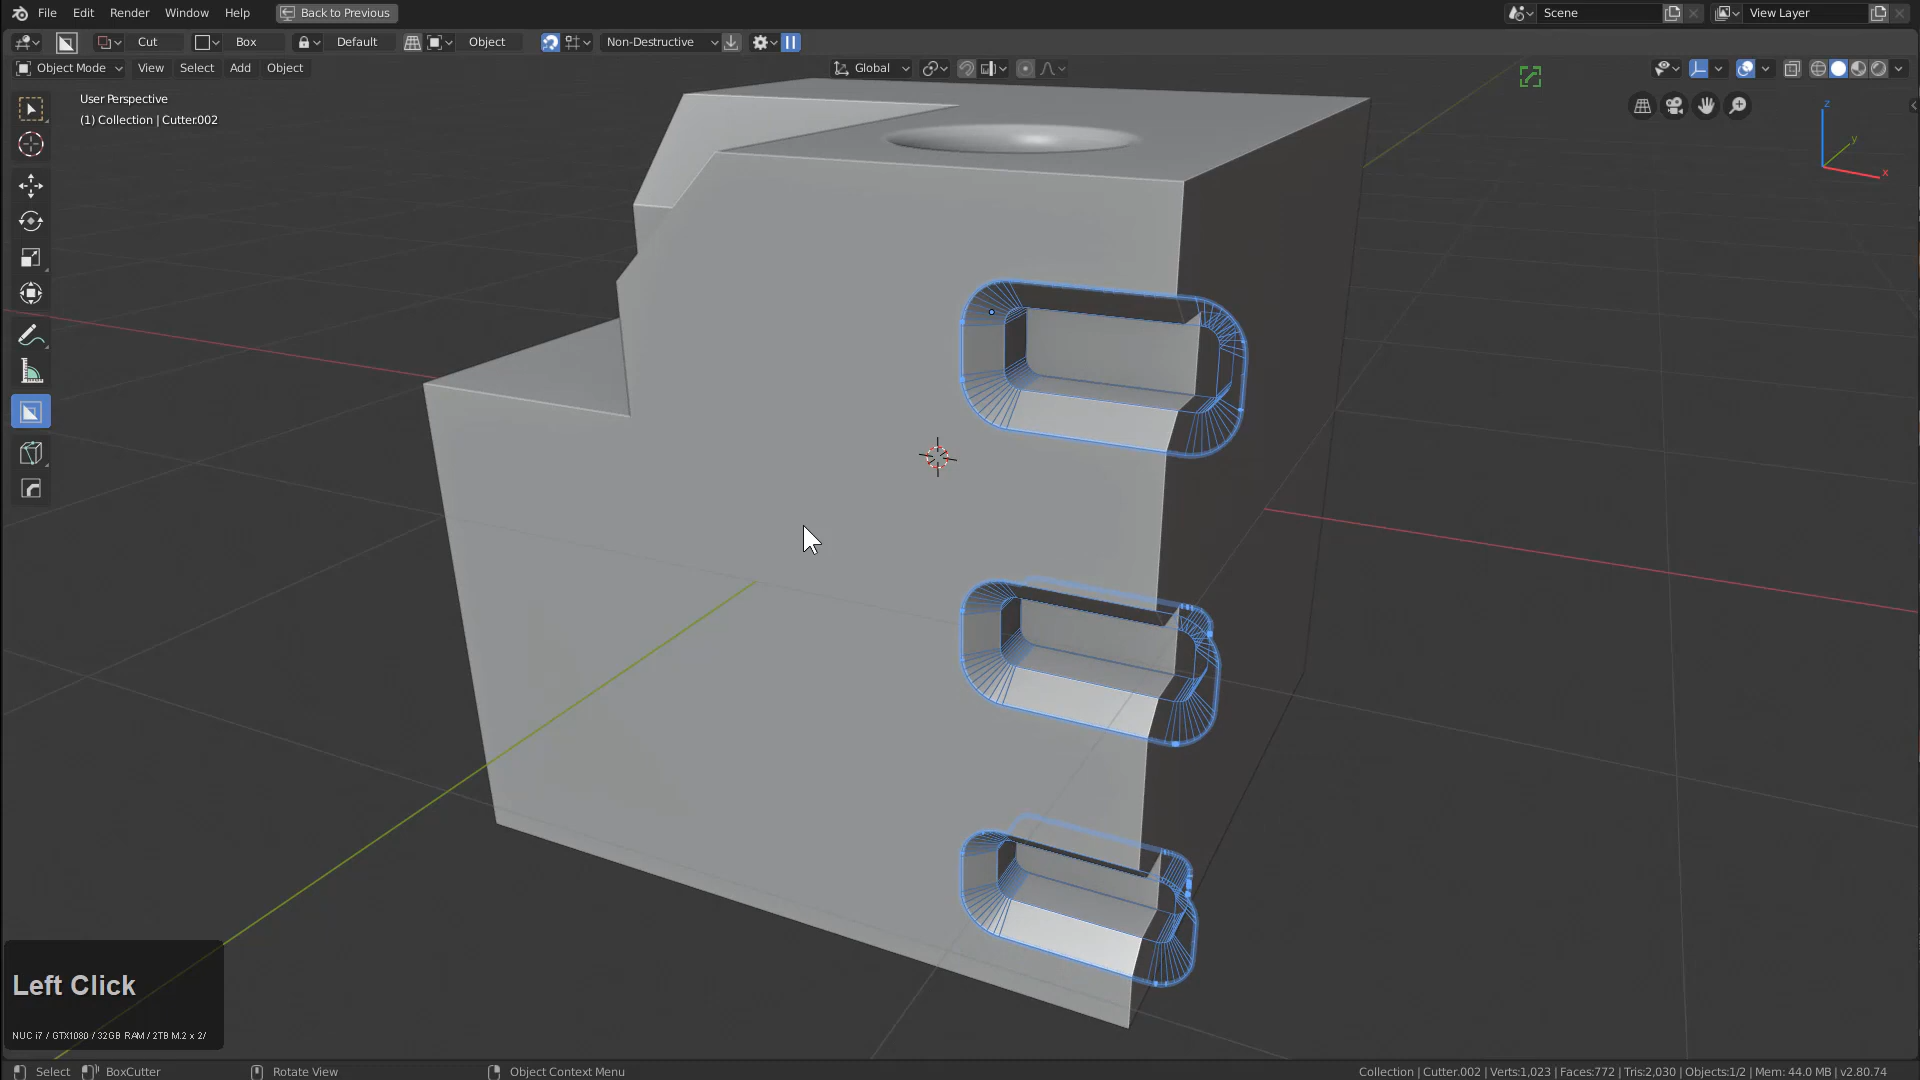 File Edit Render Window Help Back to Previous Scene View Layer
Cut Box Default Object Non-Destructive
Object Mode View Select Add Object Global
User Perspective
(1) Collection | Cutter.002
z
y
x
Left Click
NUC i7 / GTX1080 / 32GB RAM / 2TB M.2 x 2/
Select BoxCutter Rotate View Object Context Menu Collection | Cutter.002 | Verts:1,023 | Faces:772 | Tris:2,030 | Objects:1/2 | Mem: 44.0 MB | v2.80.74